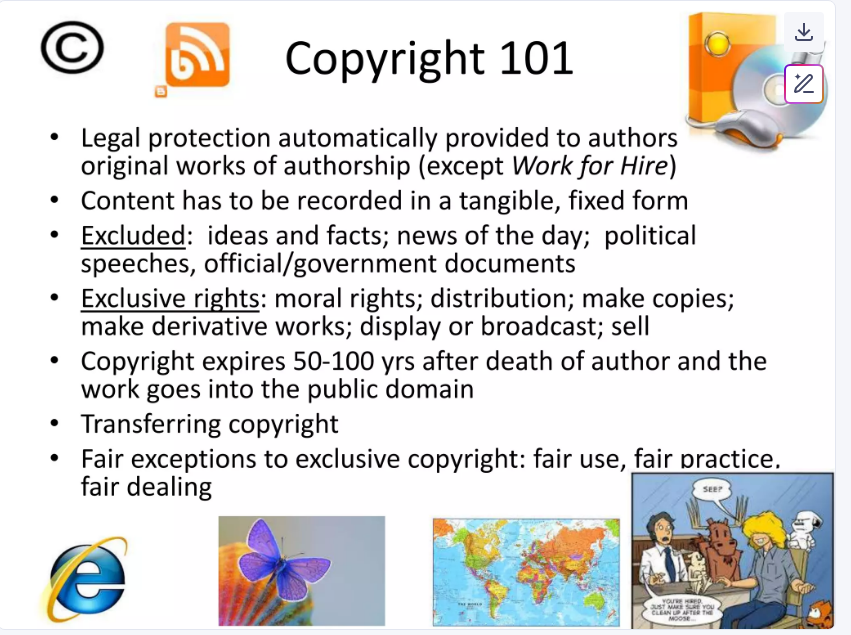 ©
Copyright 101
• Legal protection automatically provided to authors
original works of authorship (except Work for Hire)
• Content has to be recorded in a tangible, fixed form
• Excluded:  ideas and facts; news of the day;  political
speeches, official/government documents
• Exclusive rights: moral rights; distribution; make copies;
make derivative works; display or broadcast; sell
• Copyright expires 50-100 yrs after death of author and the
work goes into the public domain
• Transferring copyright
• Fair exceptions to exclusive copyright: fair use, fair practice,
fair dealing
SEE?
THE WORLD
YOU'RE HIRED,
JUST MAKE SURE YOU
CLEAN UP AFTER THE
MOOSE...